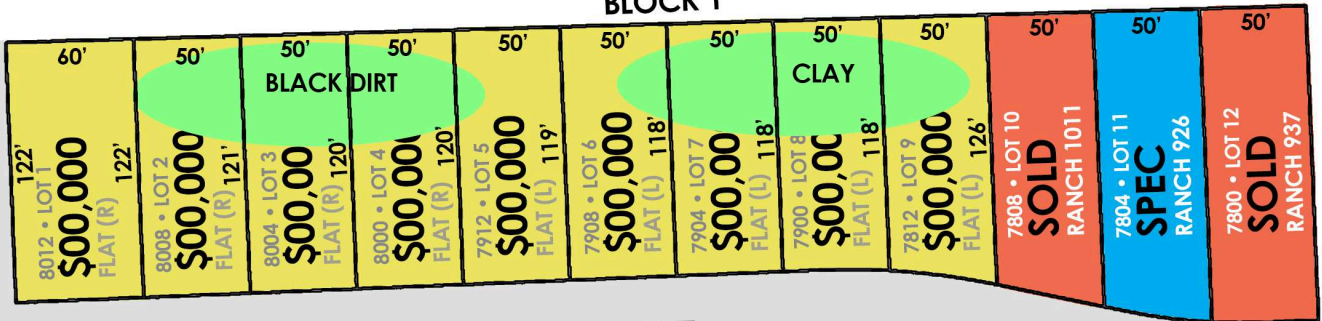 BLOCK 1
60'
50'
50'
50'
50'
50'
50'
50'
50'
50'
50'
50'
BLACK DIRT
CLAY
122'
8012 • LOT 1
$00,000
FLAT (R)
122'
8008 • LOT 2
$00,000
FLAT (R)
121'
8004 • LOT 3
$00,00
FLAT (R)
120'
8000 • LOT 4
$00,000
FLAT (R)
120'
7912 • LOT 5
$00,000
FLAT (L)
119'
7908 • LOT 6
$00,000
FLAT (L)
118'
7904 • LOT 7
$00,000
FLAT (L)
118'
7900 • LOT 8
$00,00
FLAT (L)
118'
7812 • LOT 9
$00,000
FLAT (L)
126'
7808 • LOT 10
SOLD
RANCH 1011
7804 • LOT 11
SPEC
RANCH 926
7800 • LOT 12
SOLD
RANCH 937